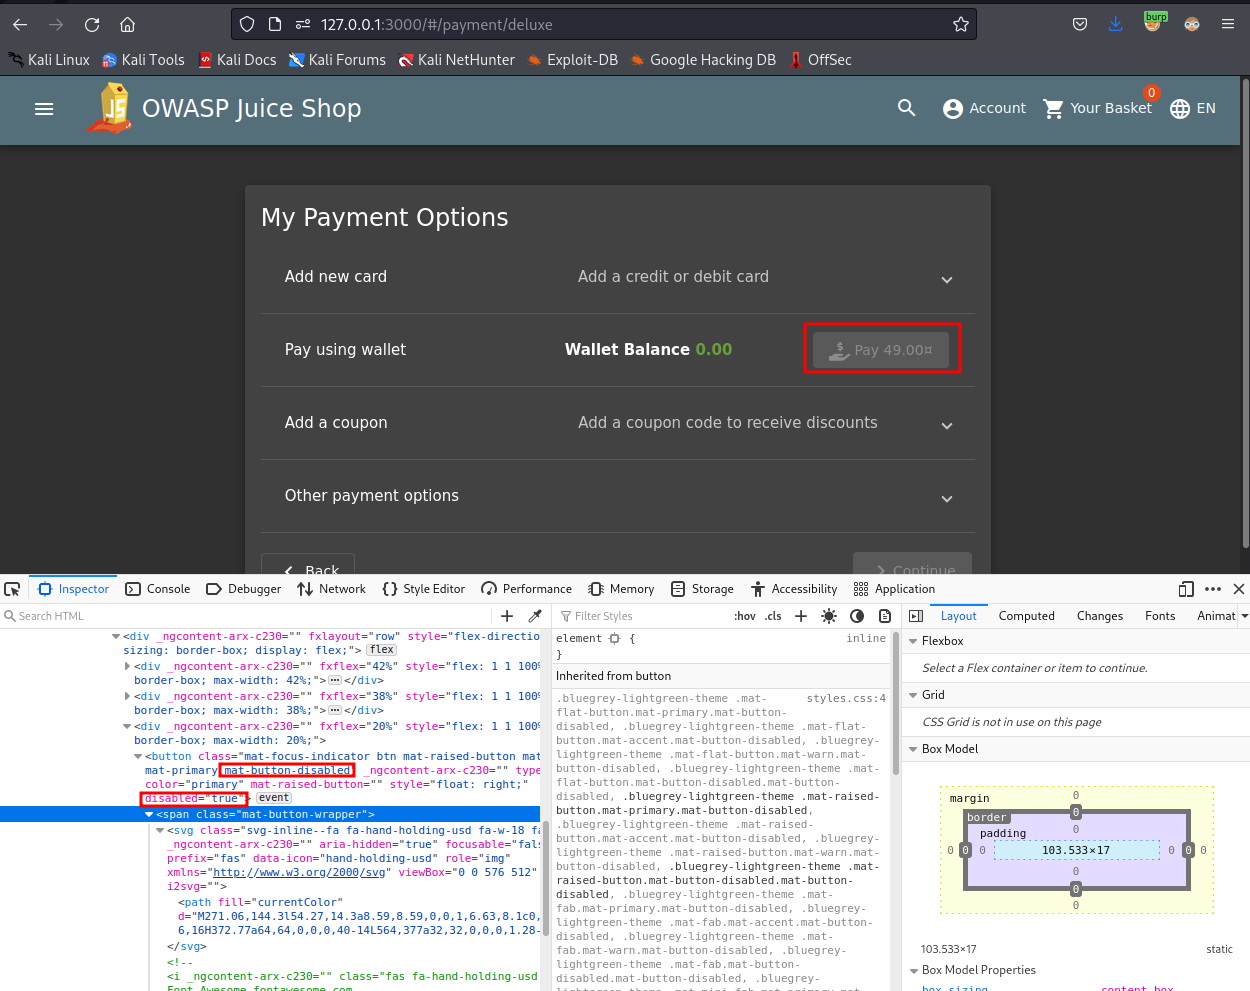 burp
127.0.0.1:3000/#/payment/deluxe
Kali Linux Kali Tools Kali Docs Kali Forums Kali NetHunter Exploit-DB Google Hacking DB OffSec
JS OWASP Juice Shop Account 0 Your Basket EN
My Payment Options
Add new card Add a credit or debit card
Pay using wallet Wallet Balance 0.00 Pay 49.00¤
Add a coupon Add a coupon code to receive discounts
Other payment options
Back Continue
Inspector Console Debugger Network Style Editor Performance Memory Storage Accessibility Application
Search HTML
<div _ngcontent-arx-c230="" fxlayout="row" style="flex-directio
sizing: border-box; display: flex;"> flex
<div _ngcontent-arx-c230="" fxflex="42%" style="flex: 1 1 100%
border-box; max-width: 42%;"> </div>
<div _ngcontent-arx-c230="" fxflex="38%" style="flex: 1 1 100%
border-box; max-width: 38%;"> </div>
<div _ngcontent-arx-c230="" fxflex="20%" style="flex: 1 1 100%
border-box; max-width: 20%;">
<button class="mat-focus-indicator btn mat-raised-button mat
mat-primary mat-button-disabled" _ngcontent-arx-c230="" type
color="primary" mat-raised-button="" style="float: right;"
disabled="true"> event
<span class="mat-button-wrapper">
<svg class="svg-inline--fa fa-hand-holding-usd fa-w-18 fa
_ngcontent-arx-c230="" aria-hidden="true" focusable="fals
prefix="fas" data-icon="hand-holding-usd" role="img"
xmlns="http://www.w3.org/2000/svg" viewBox="0 0 576 512"
i2svg="">
<path fill="currentColor"
d="M271.06,144.3l54.27,14.3a8.59,8.59,0,0,1,6.63,8.1c0,
6,16H372.77a64,64,0,0,0,40-14L564,377a32,32,0,0,0,1.28-
</svg>
<!--
<i _ngcontent-arx-c230="" class="fas fa-hand-holding-usd
Font Awesome fontawesome.com
Filter Styles :hov .cls
element { inline
}
Inherited from button
.bluegrey-lightgreen-theme .mat- styles.css:4
flat-button.mat-primary.mat-button-
disabled, .bluegrey-lightgreen-theme .mat-flat-
button.mat-accent.mat-button-disabled, .bluegrey-
lightgreen-theme .mat-flat-button.mat-warn.mat-
button-disabled, .bluegrey-lightgreen-theme .mat-
flat-button.mat-button-disabled.mat-button-
disabled, .bluegrey-lightgreen-theme .mat-raised-
button.mat-primary.mat-button-
disabled, .bluegrey-lightgreen-theme .mat-raised-
button.mat-accent.mat-button-disabled, .bluegrey-
lightgreen-theme .mat-raised-button.mat-warn.mat-
button-disabled, .bluegrey-lightgreen-theme .mat-
raised-button.mat-button-disabled.mat-button-
disabled, .bluegrey-lightgreen-theme .mat-
fab.mat-primary.mat-button-disabled, .bluegrey-
lightgreen-theme .mat-fab.mat-accent.mat-button-
disabled, .bluegrey-lightgreen-theme .mat-
fab.mat-warn.mat-button-disabled, .bluegrey-
lightgreen-theme .mat-fab.mat-button-
disabled.mat-button-disabled, .bluegrey-
Layout Computed Changes Fonts Animat
Flexbox
Select a Flex container or item to continue.
Grid
CSS Grid is not in use on this page
Box Model
margin 0
border 0
padding 0
0 0 0 103.533×17 0 0 0
0
0
0
103.533×17 static
Box Model Properties
box-sizing content-box